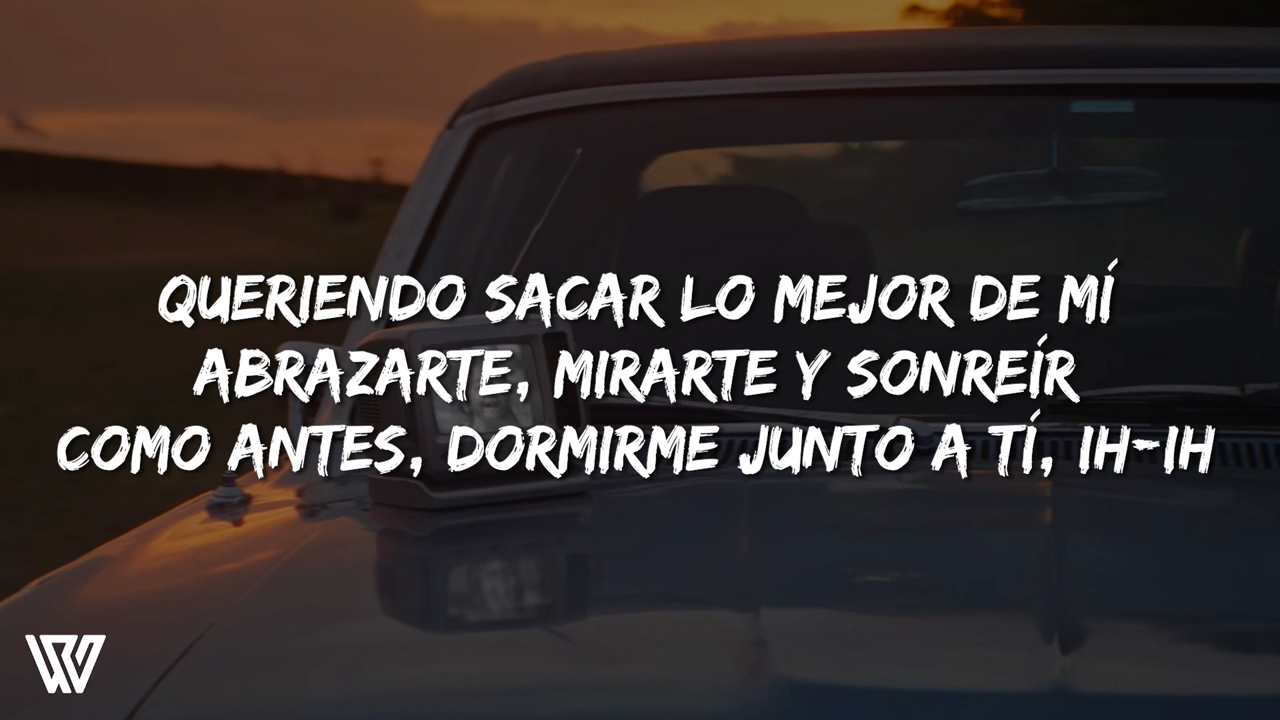 QUERIENDO SACAR LO MEJOR DE MÍ
ABRAZARTE, MIRARTE Y SONREÍR
COMO ANTES, DORMIRME JUNTO A TÍ, IH-IH